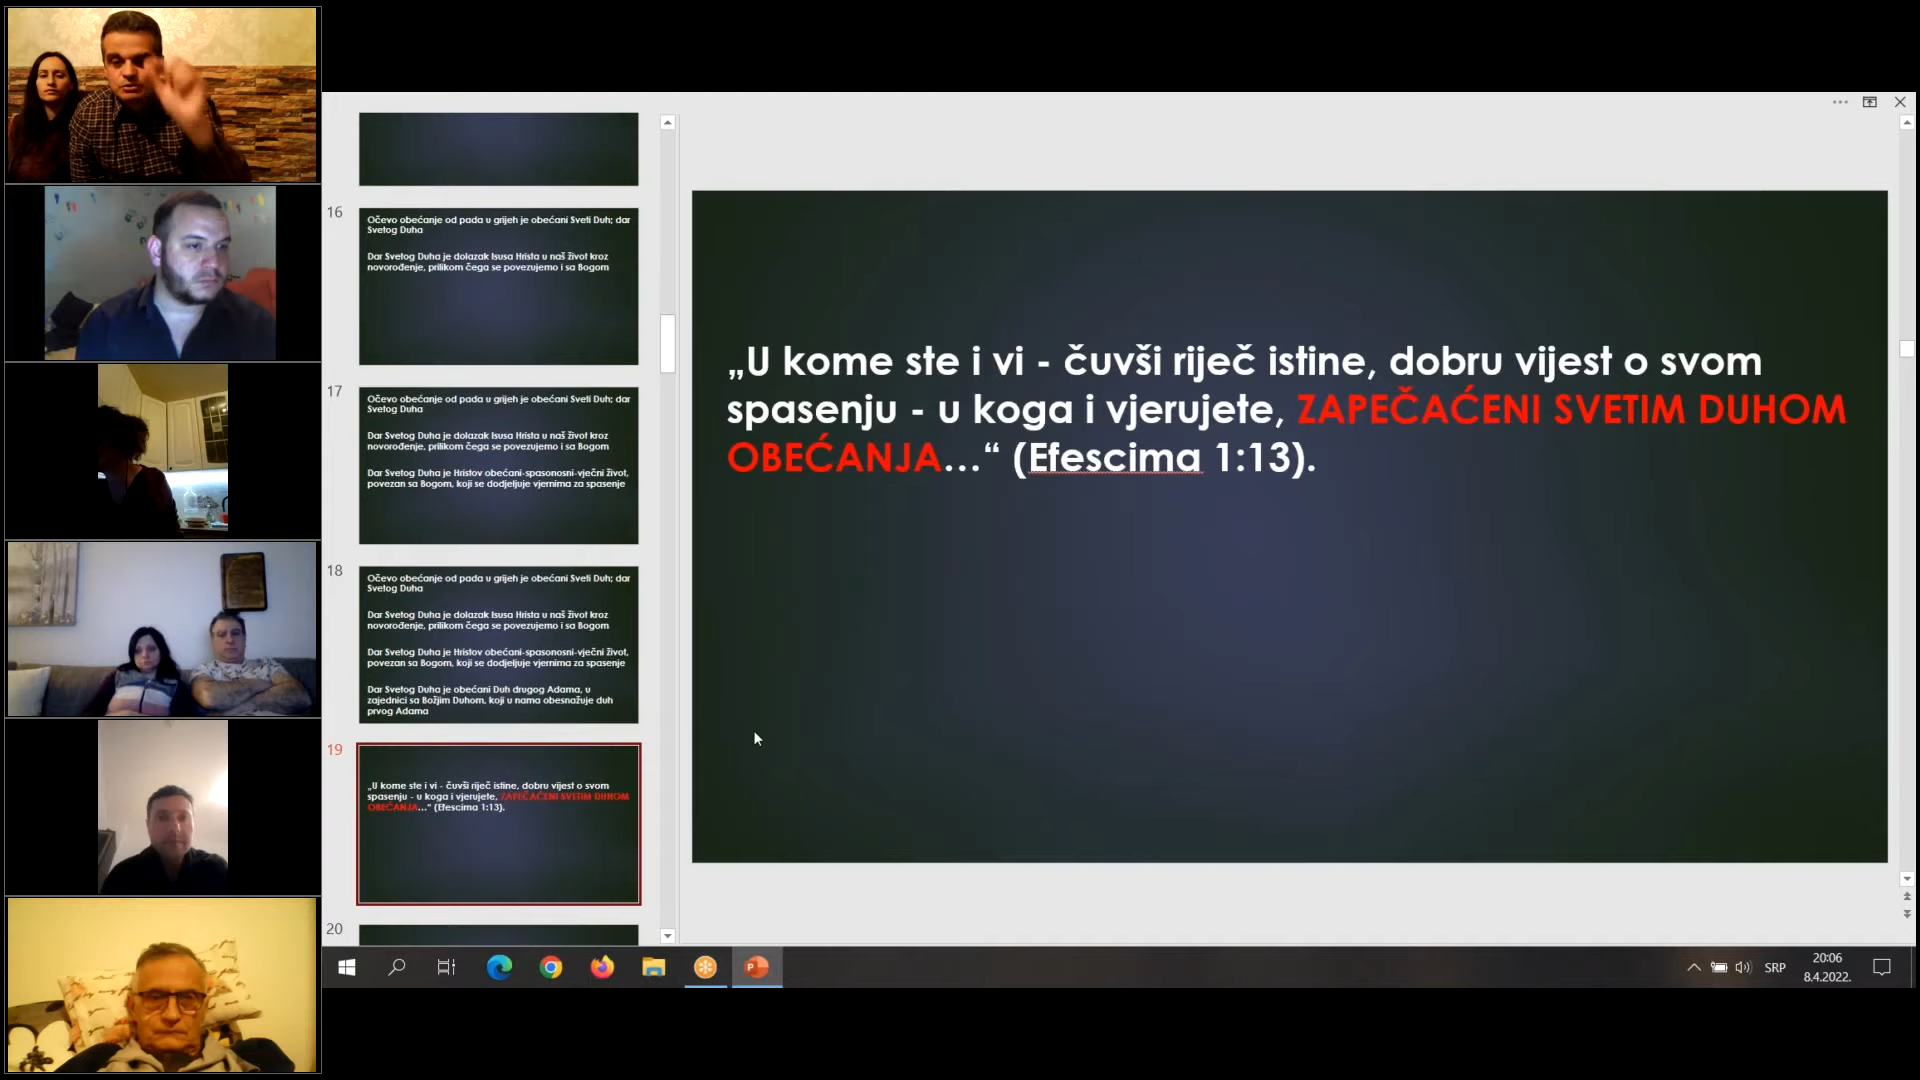 16
Očevo obećanje od pada u grijeh je obećani Sveti Duh; dar
Svetog Duha
Dar Svetog Duha je dolazak Isusa Hrista u naš život kroz
novorođenje, prilikom čega se povezujemo i sa Bogom
17
Očevo obećanje od pada u grijeh je obećani Sveti Duh; dar
Svetog Duha
Dar Svetog Duha je dolazak Isusa Hrista u naš život kroz
novorođenje, prilikom čega se povezujemo i sa Bogom
Dar Svetog Duha je Hristov obećani-spasonosni-vječni život,
povezan sa Bogom, koji se dodjeljuje vjernima za spasenje
18
Očevo obećanje od pada u grijeh je obećani Sveti Duh; dar
Svetog Duha
Dar Svetog Duha je dolazak Isusa Hrista u naš život kroz
novorođenje, prilikom čega se povezujemo i sa Bogom
Dar Svetog Duha je Hristov obećani-spasonosni-vječni život,
povezan sa Bogom, koji se dodjeljuje vjernima za spasenje
Dar Svetog Duha je obećani Duh drugog Adama, u
zajednici sa Božjim Duhom, koji u nama obesnažuje duh
prvog Adama
19
„U kome ste i vi - čuvši riječ istine, dobru vijest o svom
spasenju - u koga i vjerujete, ZAPEČAĆENI SVETIM DUHOM
OBEĆANJA...“ (Efescima 1:13).
20
„U kome ste i vi - čuvši riječ istine, dobru vijest o svom
spasenju - u koga i vjerujete, ZAPEČAĆENI SVETIM DUHOM
OBEĆANJA...“ (Efescima 1:13).
SRP
20:06
8.4.2022.